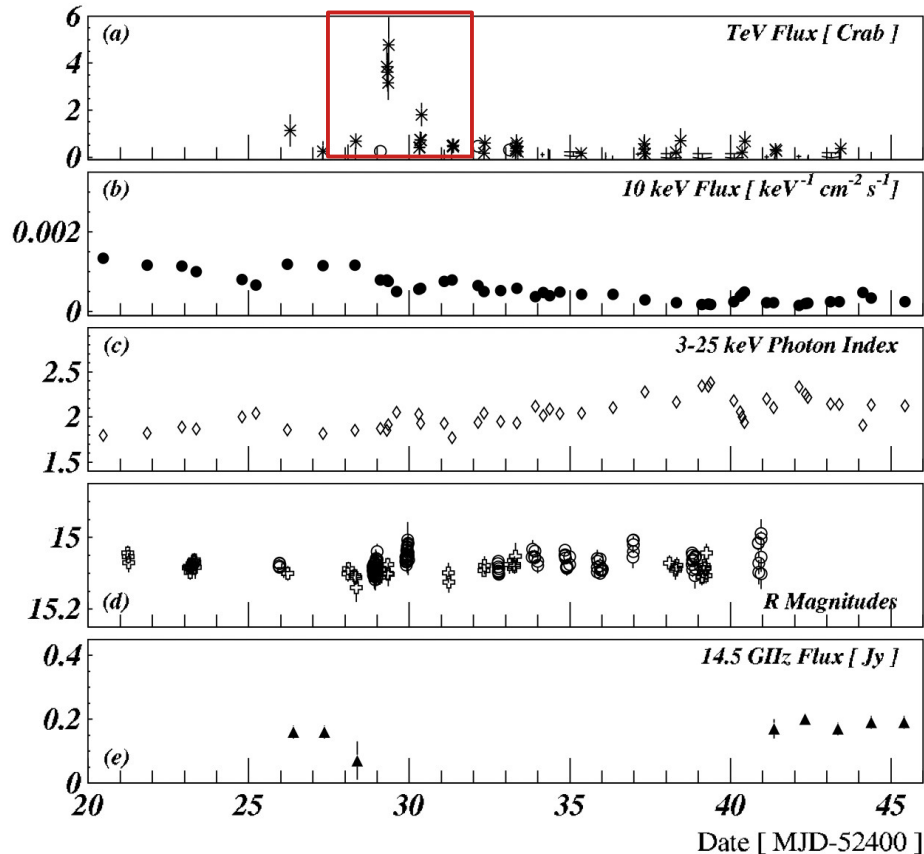 (a) TeV Flux [ Crab ]
6
4
2
0
(b) 10 keV Flux [ keV⁻¹ cm⁻² s⁻¹]
0.002
0
(c) 3-25 keV Photon Index
2.5
2
1.5
15
15.2
(d) R Magnitudes
0.4 14.5 GHz Flux [ Jy ]
0.2
0
(e)
20 25 30 35 40 45
Date [ MJD-52400 ]